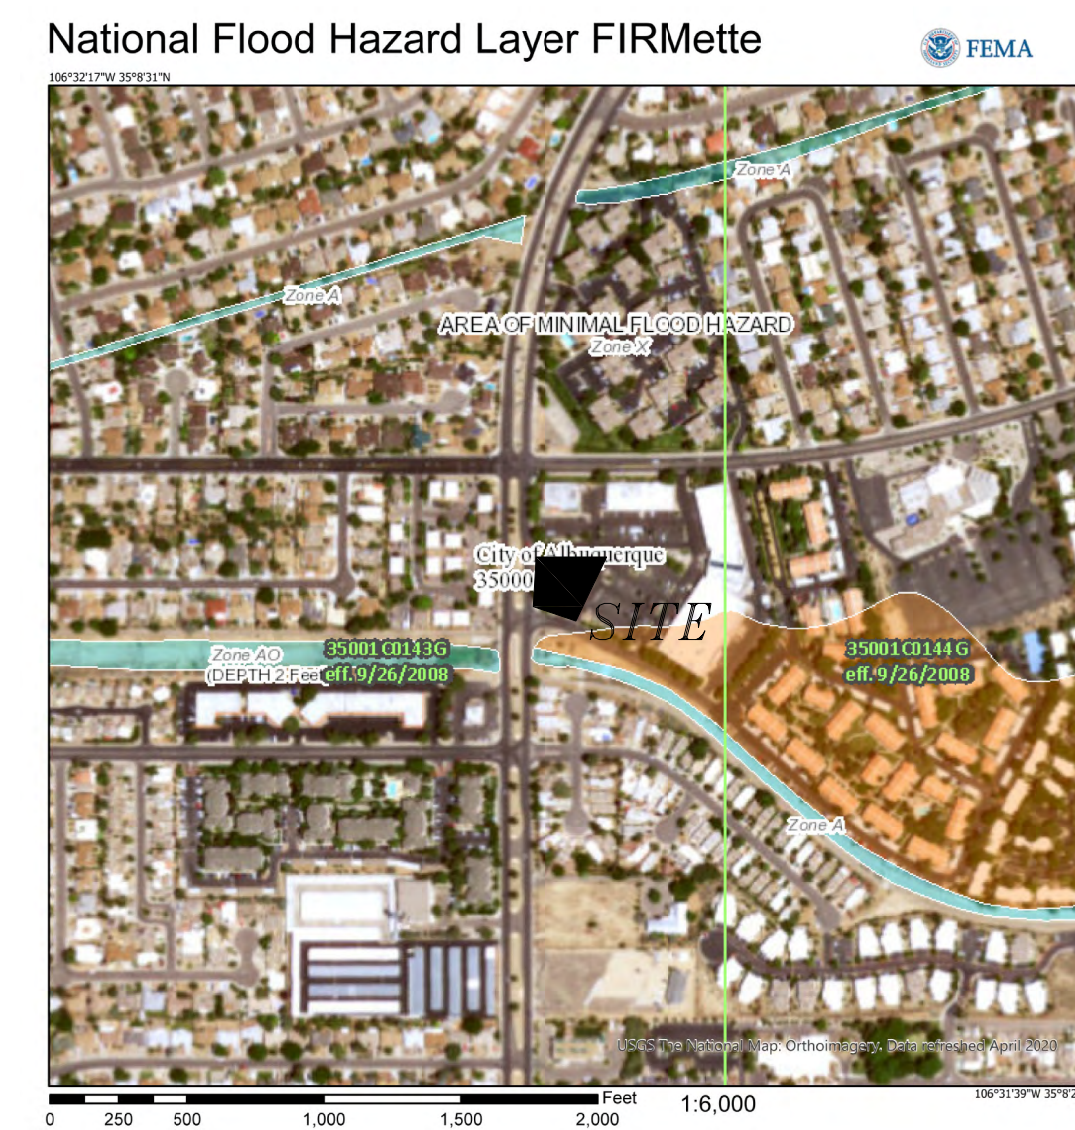 National Flood Hazard Layer FIRMette
FEMA
106°32'17"W 35°8'31"N
Zone A
Zone A
AREA OF MINIMAL FLOOD HAZARD
Zone X
City of Albuquerque
35000
SITE
Zone AO
(DEPTH 2 Fee
35001C0143G
eff. 9/26/2008
35001C0144G
eff. 9/26/2008
Zone A
USGS The National Map: Orthoimagery. Data refreshed April 2020
106°31'39"W 35°8'2
Feet
1:6,000
0 250 500 1,000 1,500 2,000